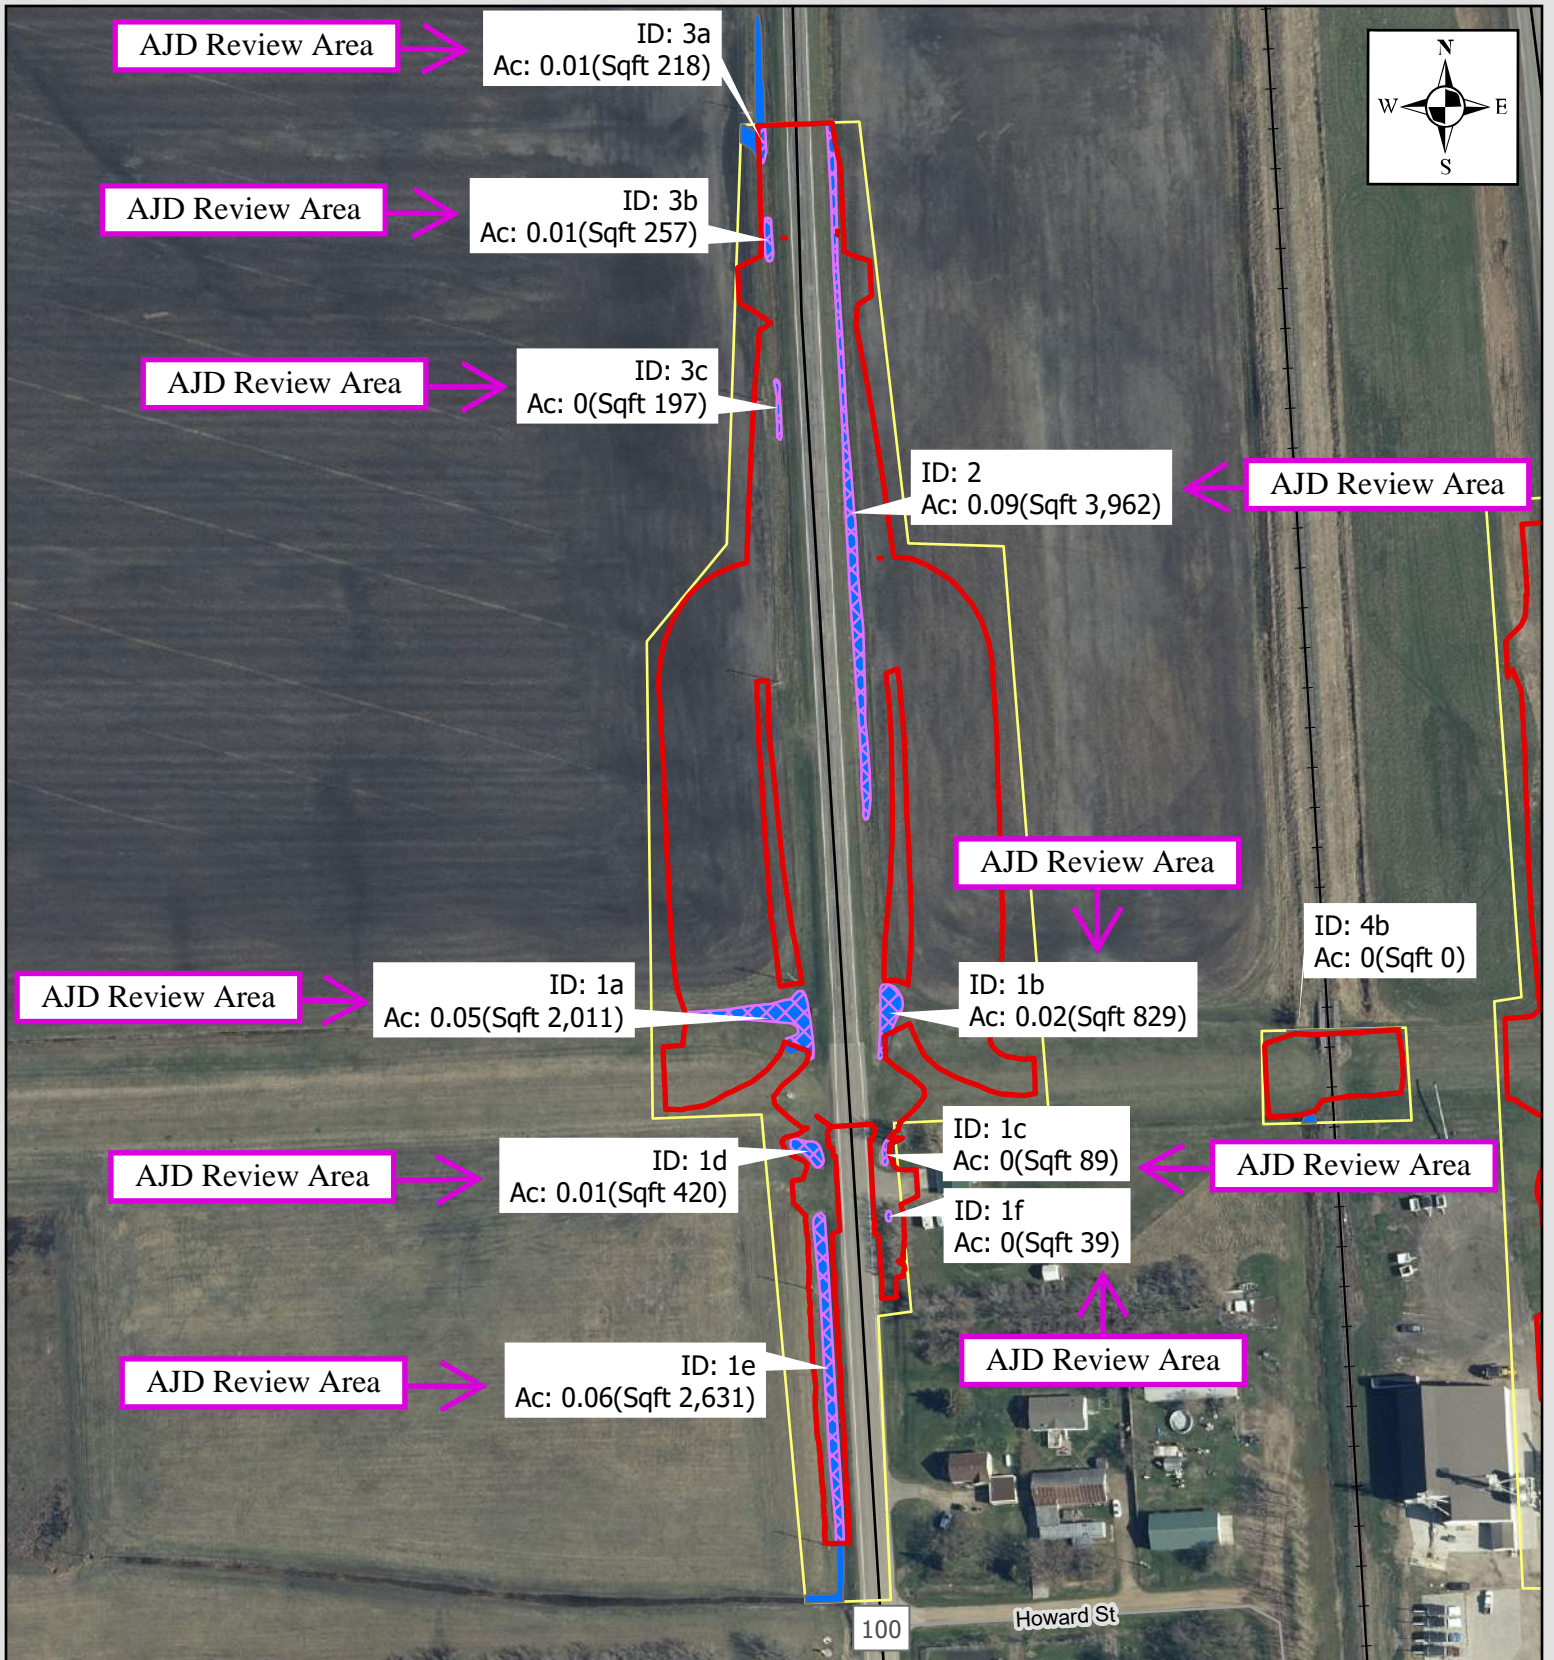 AJD Review Area
ID: 3a
Ac: 0.01(Sqft 218)
N
W
E
S
AJD Review Area
ID: 3b
Ac: 0.01(Sqft 257)
AJD Review Area
ID: 3c
Ac: 0(Sqft 197)
ID: 2
Ac: 0.09(Sqft 3,962)
AJD Review Area
AJD Review Area
ID: 4b
Ac: 0(Sqft 0)
AJD Review Area
ID: 1a
Ac: 0.05(Sqft 2,011)
ID: 1b
Ac: 0.02(Sqft 829)
AJD Review Area
ID: 1d
Ac: 0.01(Sqft 420)
ID: 1c
Ac: 0(Sqft 89)
AJD Review Area
ID: 1f
Ac: 0(Sqft 39)
AJD Review Area
AJD Review Area
ID: 1e
Ac: 0.06(Sqft 2,631)
Howard St
100